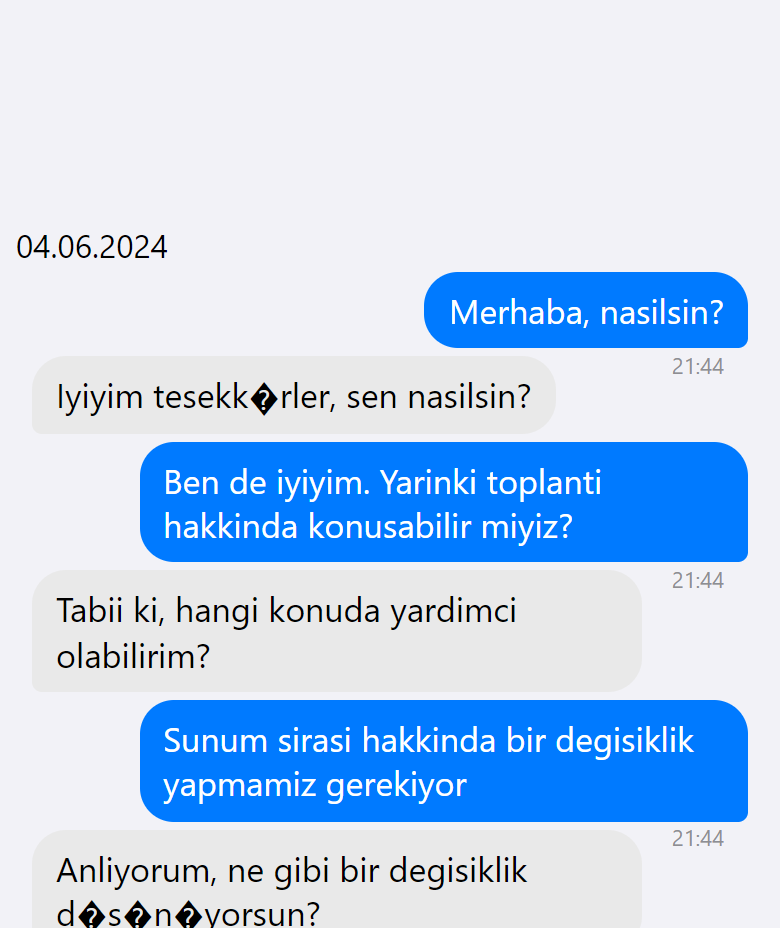 04.06.2024
Merhaba, nasilsin?
21:44
Iyiyim tesekk�rler, sen nasilsin?
Ben de iyiyim. Yarinki toplanti
hakkinda konusabilir miyiz?
21:44
Tabii ki, hangi konuda yardimci
olabilirim?
Sunum sirasi hakkinda bir degisiklik
yapmamiz gerekiyor
21:44
Anliyorum, ne gibi bir degisiklik
d�s�n�yorsun?